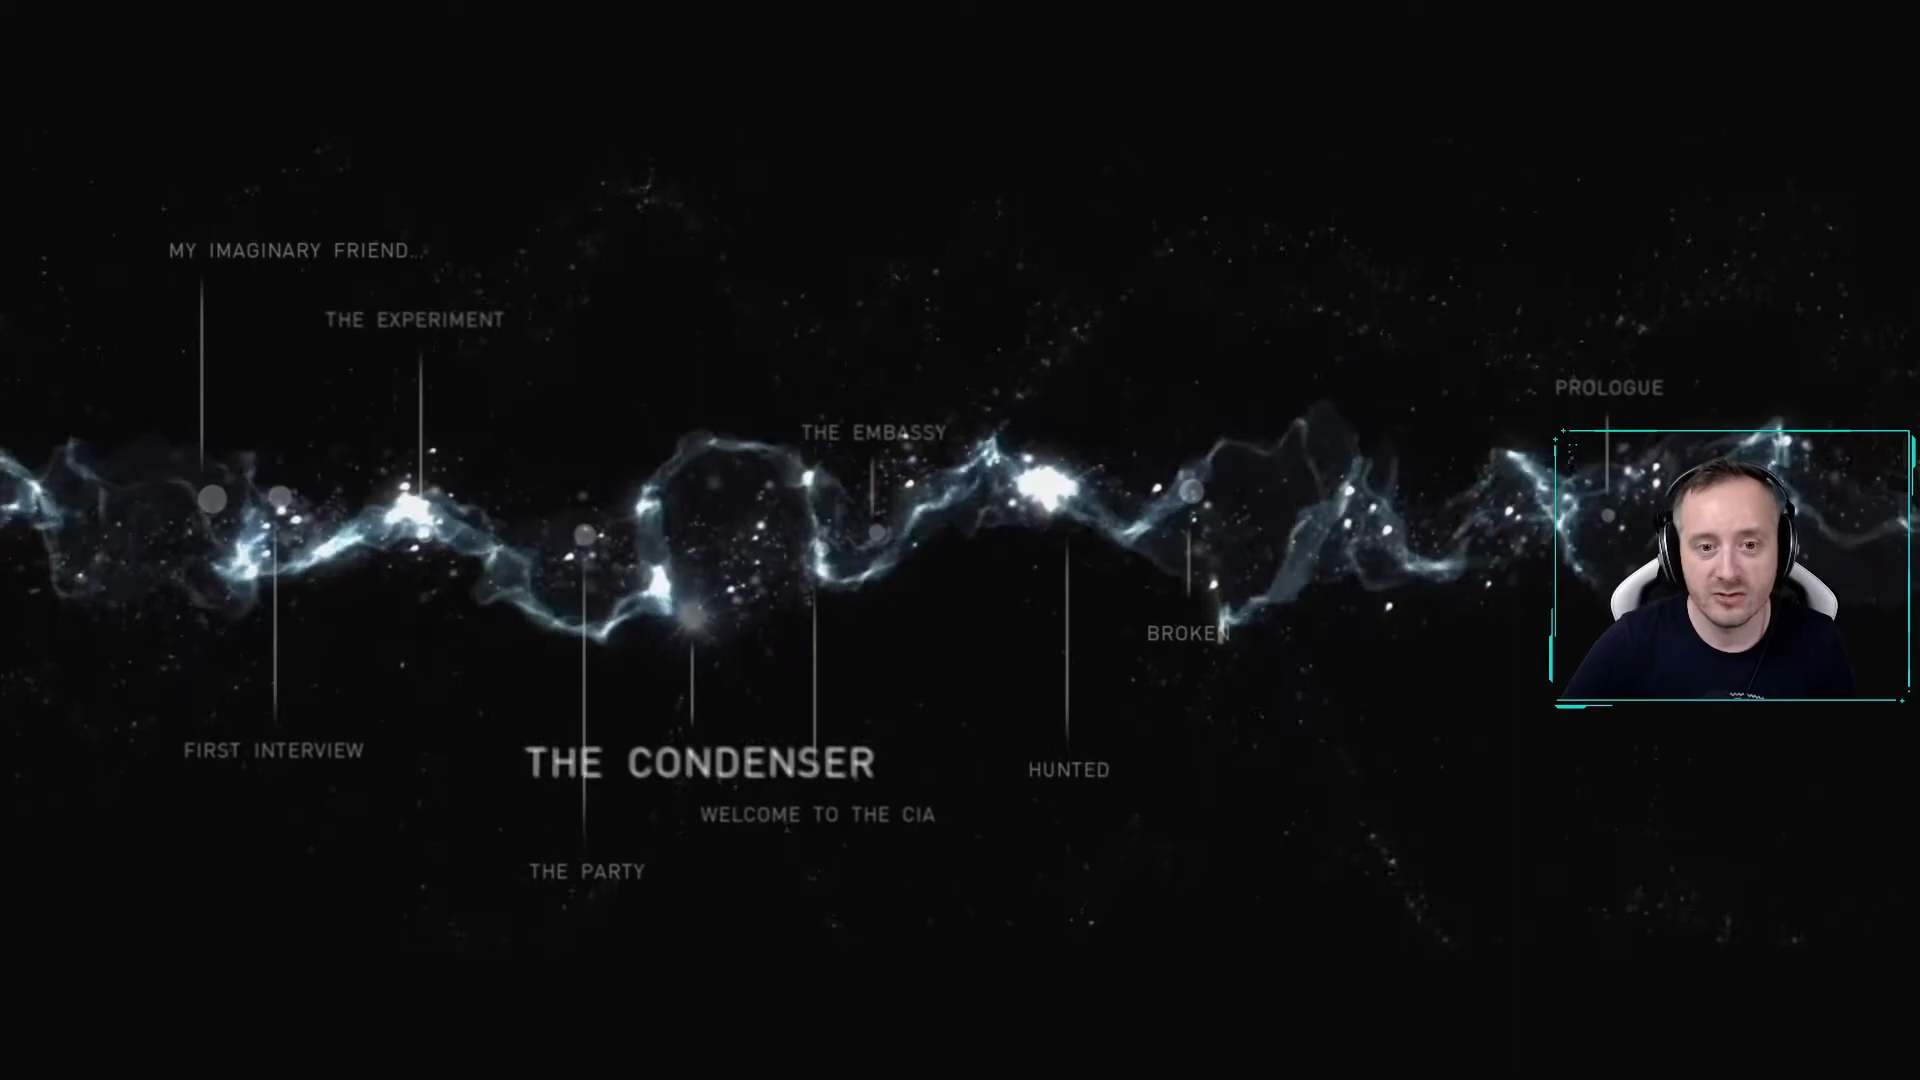 MY IMAGINARY FRIEND...
THE EXPERIMENT
PROLOGUE
THE EMBASSY
BROKEN
FIRST INTERVIEW
THE CONDENSER
HUNTED
WELCOME TO THE CIA
THE PARTY